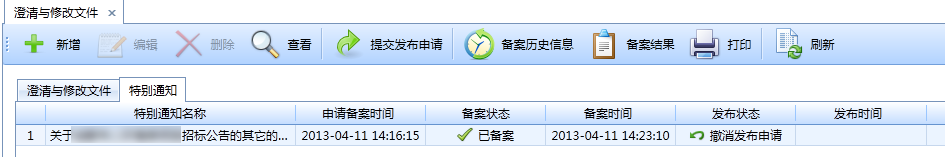 澄清与修改文件 ×
新增 编辑 删除 查看 提交发布申请 备案历史信息 备案结果 打印 刷新
澄清与修改文件 特别通知
特别通知名称 申请备案时间 备案状态 备案时间 发布状态 发布时间
1 关于 招标公告的其它的... 2013-04-11 14:16:15 已备案 2013-04-11 14:23:10 撤消发布申请